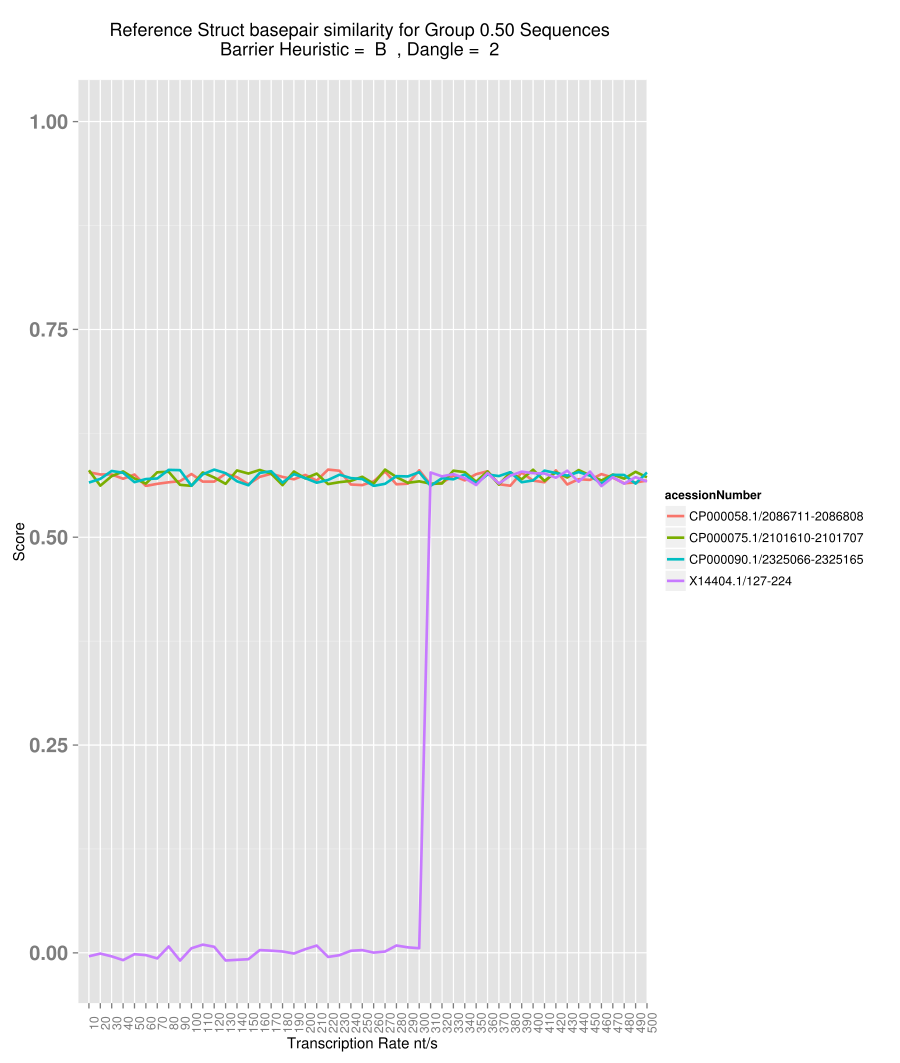 Reference Struct basepair similarity for Group 0.50 Sequences
Barrier Heuristic = B , Dangle = 2
1.00
0.75
0.50
0.25
0.00
Score
10 20 30 40 50 60 70 80 90 100 110 120 130 140 150 160 170 180 190 200 210 220 230 240 250 260 270 280 290 300 310 320 330 340 350 360 370 380 390 400 410 420 430 440 450 460 470 480 490 500
Transcription Rate nt/s
acessionNumber
CP000058.1/2086711-2086808
CP000075.1/2101610-2101707
CP000090.1/2325066-2325165
X14404.1/127-224